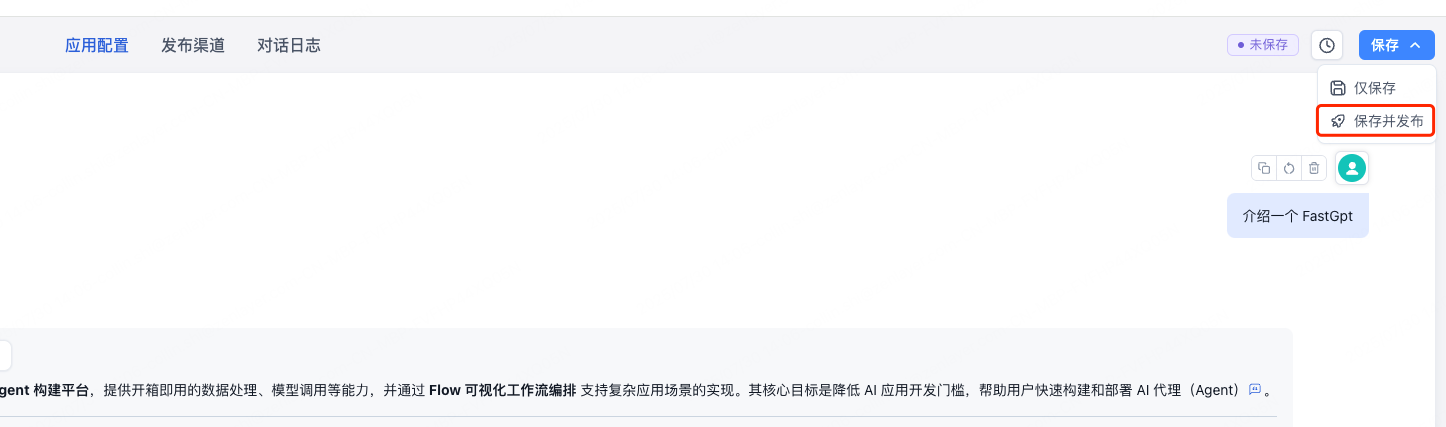 应用配置 发布渠道 对话日志 未保存 保存
仅保存
保存并发布
介绍一个 FastGpt
gent 构建平台，提供开箱即用的数据处理、模型调用等能力，并通过 Flow 可视化工作流编排 支持复杂应用场景的实现。其核心目标是降低 AI 应用开发门槛，帮助用户快速构建和部署 AI 代理（Agent） 。